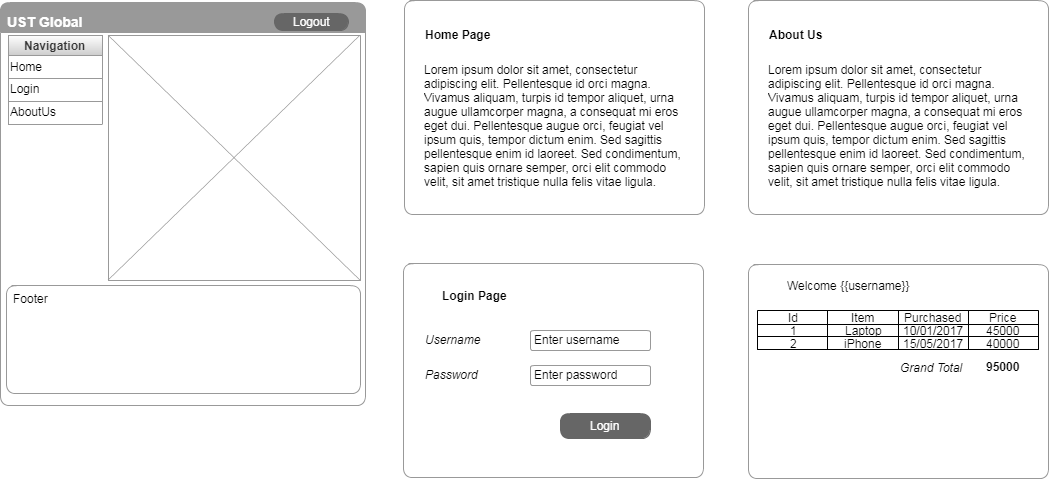 UST Global
Logout
Navigation
Home
Login
AboutUs
Footer
Home Page
Lorem ipsum dolor sit amet, consectetur
adipiscing elit. Pellentesque id orci magna.
Vivamus aliquam, turpis id tempor aliquet, urna
augue ullamcorper magna, a consequat mi eros
eget dui. Pellentesque augue orci, feugiat vel
ipsum quis, tempor dictum enim. Sed sagittis
pellentesque enim id laoreet. Sed condimentum,
sapien quis ornare semper, orci elit commodo
velit, sit amet tristique nulla felis vitae ligula.
About Us
Lorem ipsum dolor sit amet, consectetur
adipiscing elit. Pellentesque id orci magna.
Vivamus aliquam, turpis id tempor aliquet, urna
augue ullamcorper magna, a consequat mi eros
eget dui. Pellentesque augue orci, feugiat vel
ipsum quis, tempor dictum enim. Sed sagittis
pellentesque enim id laoreet. Sed condimentum,
sapien quis ornare semper, orci elit commodo
velit, sit amet tristique nulla felis vitae ligula.
Login Page
Username Enter username
Password Enter password
Login
Welcome {{username}}
Id Item Purchased Price
1 Laptop 10/01/2017 45000
2 iPhone 15/05/2017 40000
Grand Total 95000